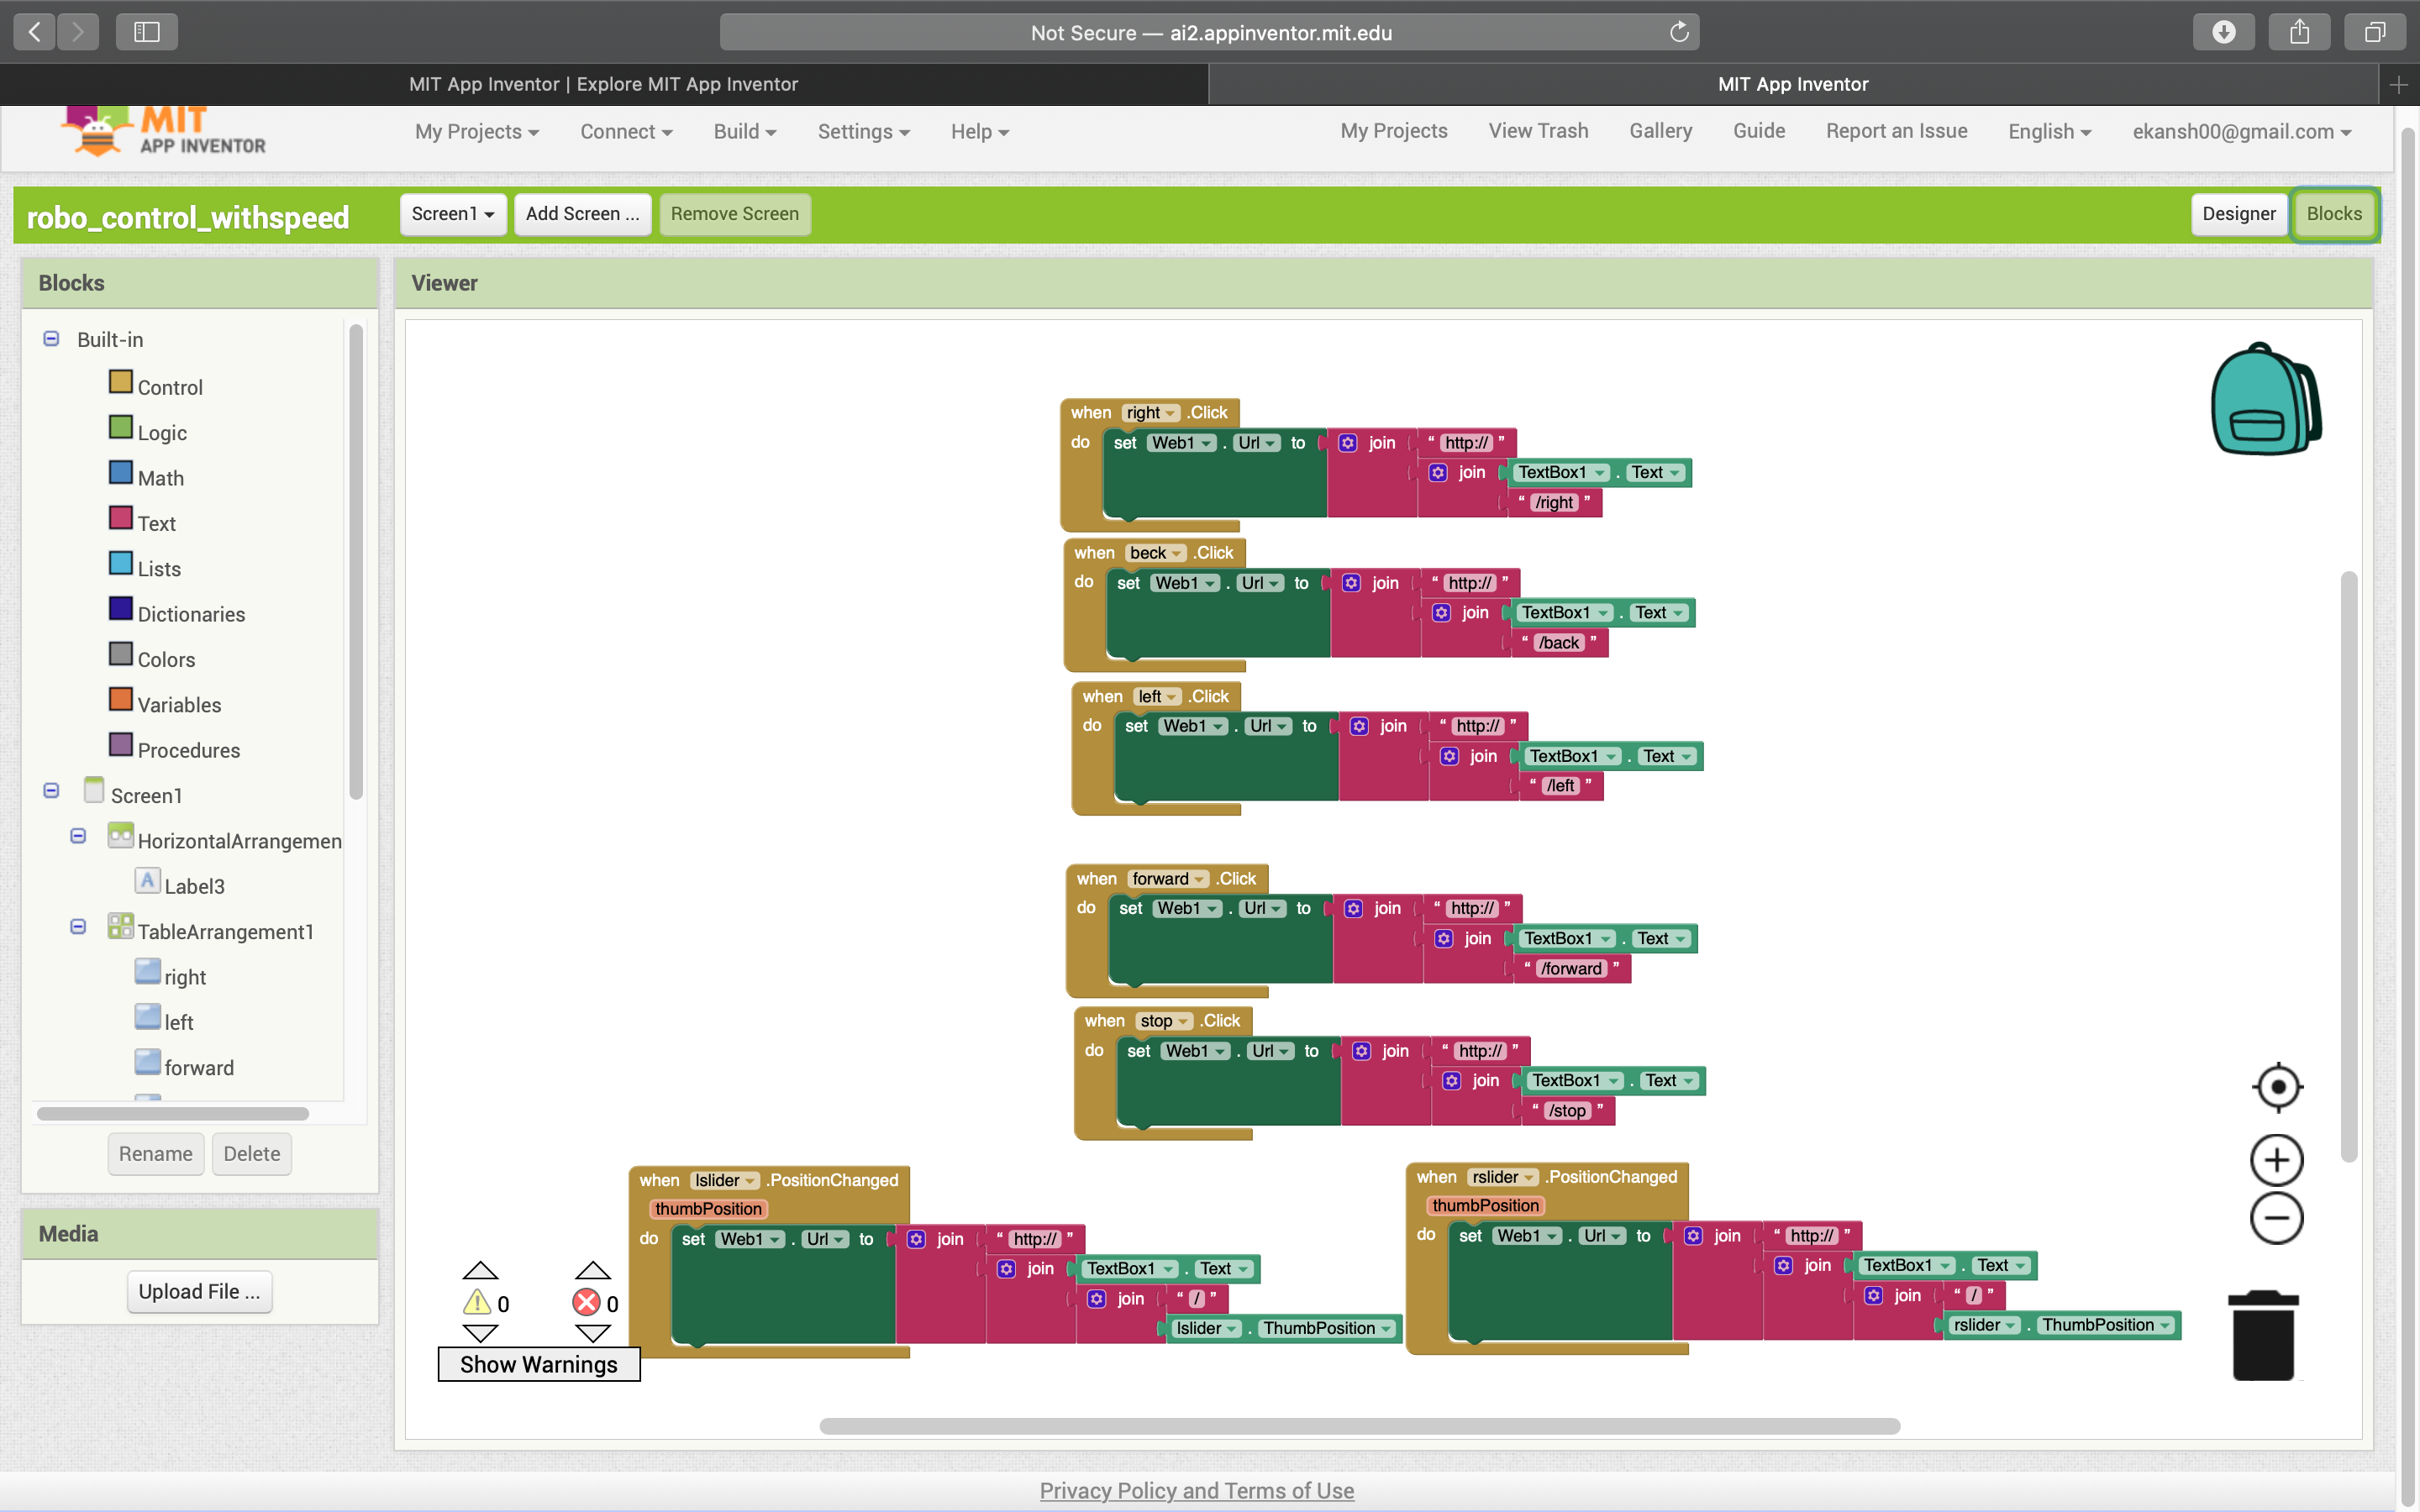 Not Secure — ai2.appinventor.mit.edu
MIT App Inventor | Explore MIT App Inventor
MIT App Inventor
MIT
APP INVENTOR
My Projects
Connect
Build
Settings
Help
My Projects
View Trash
Gallery
Guide
Report an Issue
English
ekansh00@gmail.com
robo_control_withspeed
Screen1
Add Screen ...
Remove Screen
Designer
Blocks
Blocks
Built-in
Control
Logic
Math
Text
Lists
Dictionaries
Colors
Variables
Procedures
Screen1
HorizontalArrangemen
Label3
TableArrangement1
right
left
forward
Rename
Delete
Media
Upload File ...
Viewer
when right .Click
do set Web1 . Url to join “ http:// ”
join TextBox1 . Text
“ /right ”
when beck .Click
do set Web1 . Url to join “ http:// ”
join TextBox1 . Text
“ /back ”
when left .Click
do set Web1 . Url to join “ http:// ”
join TextBox1 . Text
“ /left ”
when forward .Click
do set Web1 . Url to join “ http:// ”
join TextBox1 . Text
“ /forward ”
when stop .Click
do set Web1 . Url to join “ http:// ”
join TextBox1 . Text
“ /stop ”
when lslider .PositionChanged
thumbPosition
do set Web1 . Url to join “ http:// ”
join TextBox1 . Text
join “ / ”
lslider . ThumbPosition
when rslider .PositionChanged
thumbPosition
do set Web1 . Url to join “ http:// ”
join TextBox1 . Text
join “ / ”
rslider . ThumbPosition
0
0
Show Warnings
Privacy Policy and Terms of Use